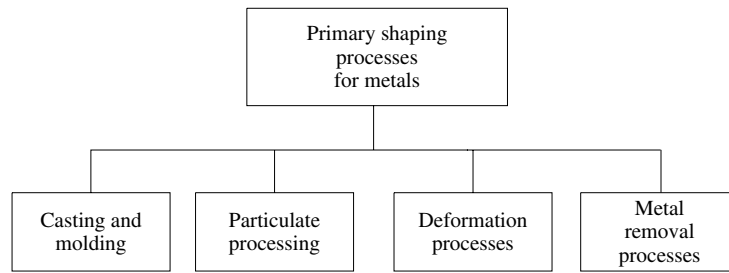 Primary shaping
processes
for metals
Casting and
molding
Particulate
processing
Deformation
processes
Metal
removal
processes